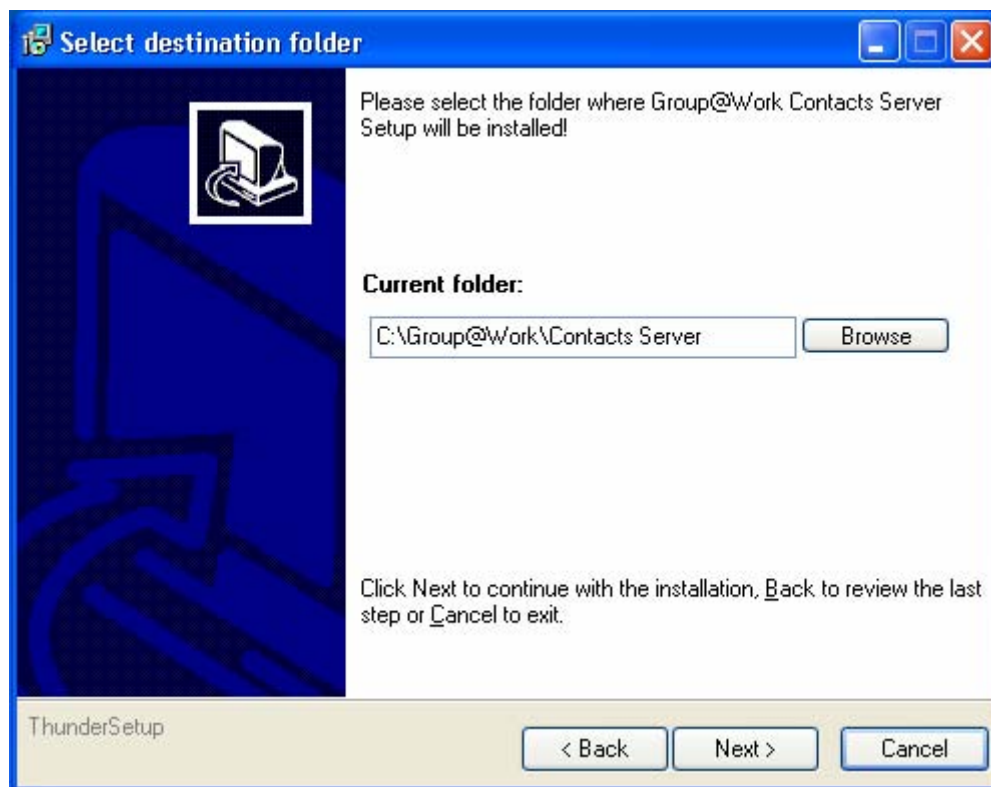 Select destination folder
Please select the folder where Group@Work Contacts Server
Setup will be installed!
Current folder:
C:\Group@Work\Contacts Server
Browse
Click Next to continue with the installation, Back to review the last
step or Cancel to exit.
ThunderSetup
< Back
Next >
Cancel